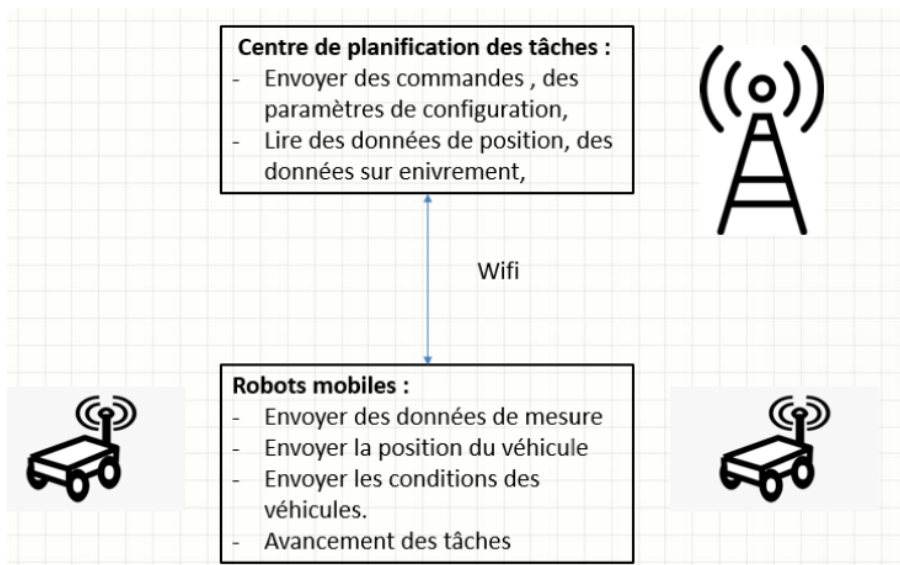 Centre de planification des tâches :
- Envoyer des commandes , des
paramètres de configuration,
- Lire des données de position, des
données sur enivrement,
Wifi
Robots mobiles :
- Envoyer des données de mesure
- Envoyer la position du véhicule
- Envoyer les conditions des
véhicules.
- Avancement des tâches